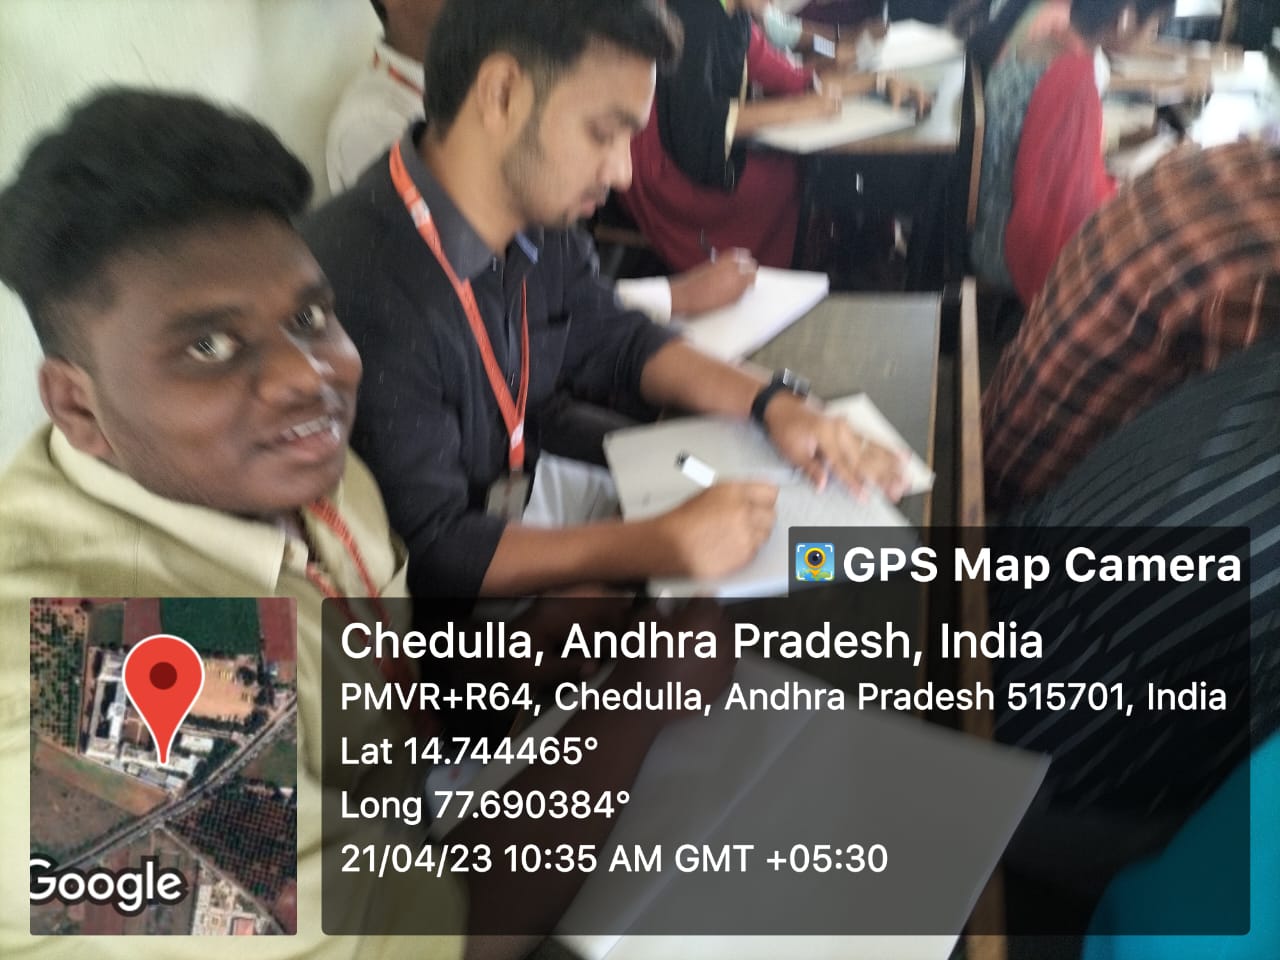 GPS Map Camera
Chedulla, Andhra Pradesh, India
PMVR+R64, Chedulla, Andhra Pradesh 515701, India
Lat 14.744465°
Long 77.690384°
21/04/23 10:35 AM GMT +05:30
Google